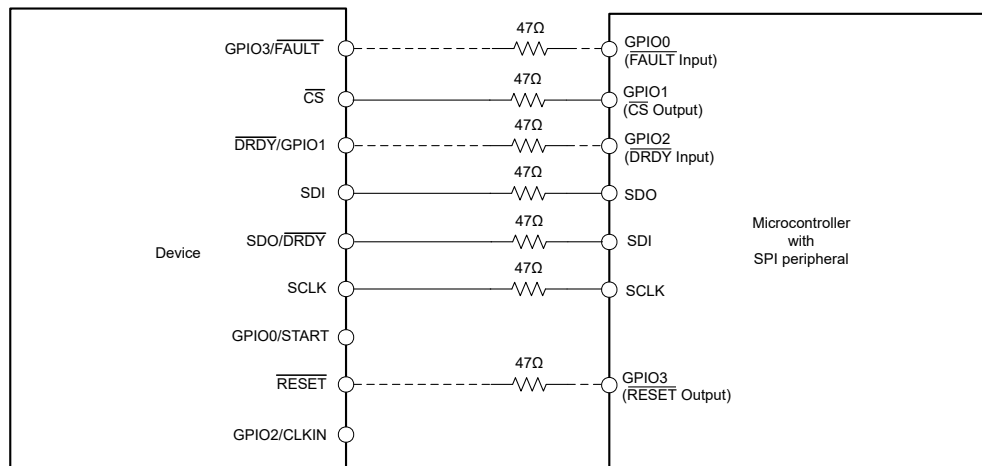 47Ω
GPIO3/FAULT
GPIO0
(FAULT Input)
47Ω
CS
GPIO1
(CS Output)
47Ω
DRDY/GPIO1
GPIO2
(DRDY Input)
47Ω
SDI
SDO
47Ω
SDO/DRDY
SDI
47Ω
SCLK
SCLK
GPIO0/START
47Ω
RESET
GPIO3
(RESET Output)
GPIO2/CLKIN
Device
Microcontroller
with
SPI peripheral